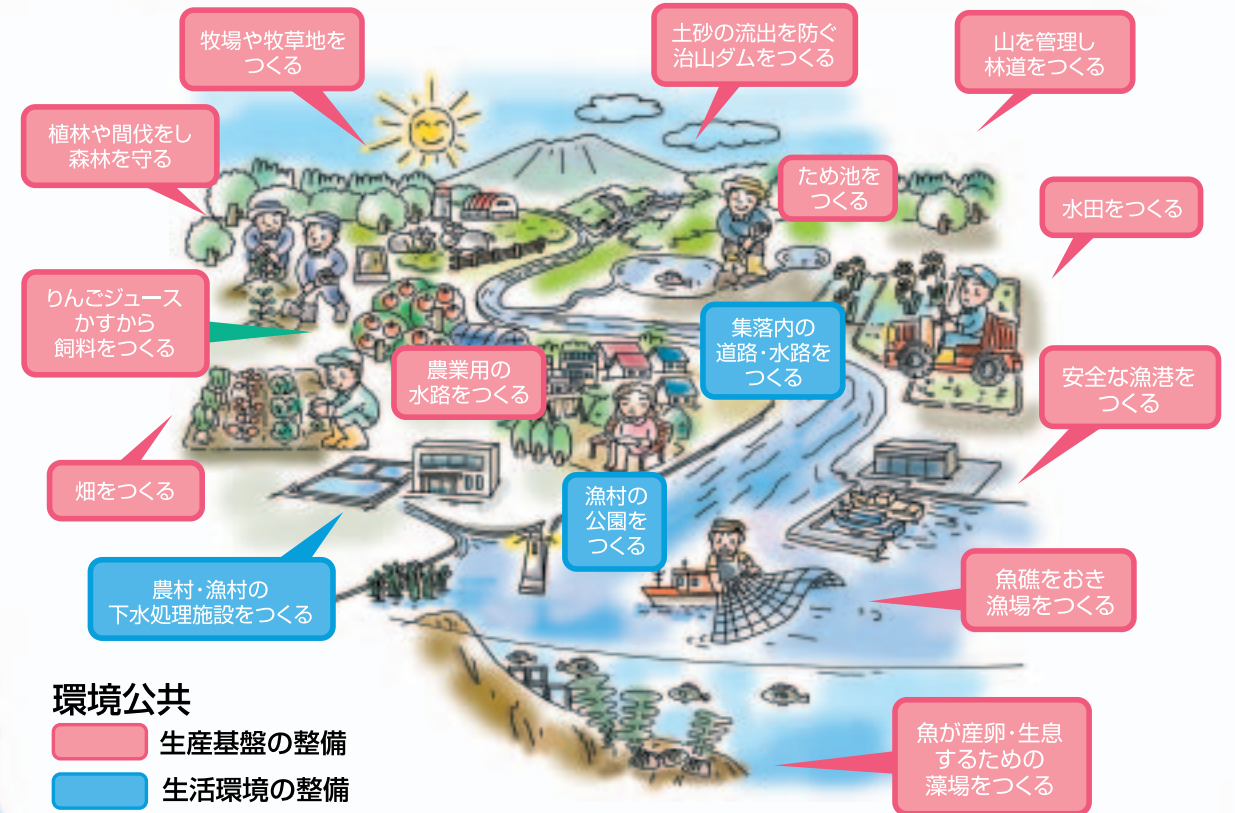 牧場や牧草地を
つくる
土砂の流出を防ぐ
治山ダムをつくる
山を管理し
林道をつくる
植林や間伐をし
森林を守る
ため池を
つくる
水田をつくる
りんごジュース
かすから
飼料をつくる
集落内の
道路・水路を
つくる
農業用の
水路をつくる
安全な漁港を
つくる
畑をつくる
漁村の
公園を
つくる
農村・漁村の
下水処理施設をつくる
魚礁をおき
漁場をつくる
環境公共
生産基盤の整備
生活環境の整備
魚が産卵・生息
するための
藻場をつくる